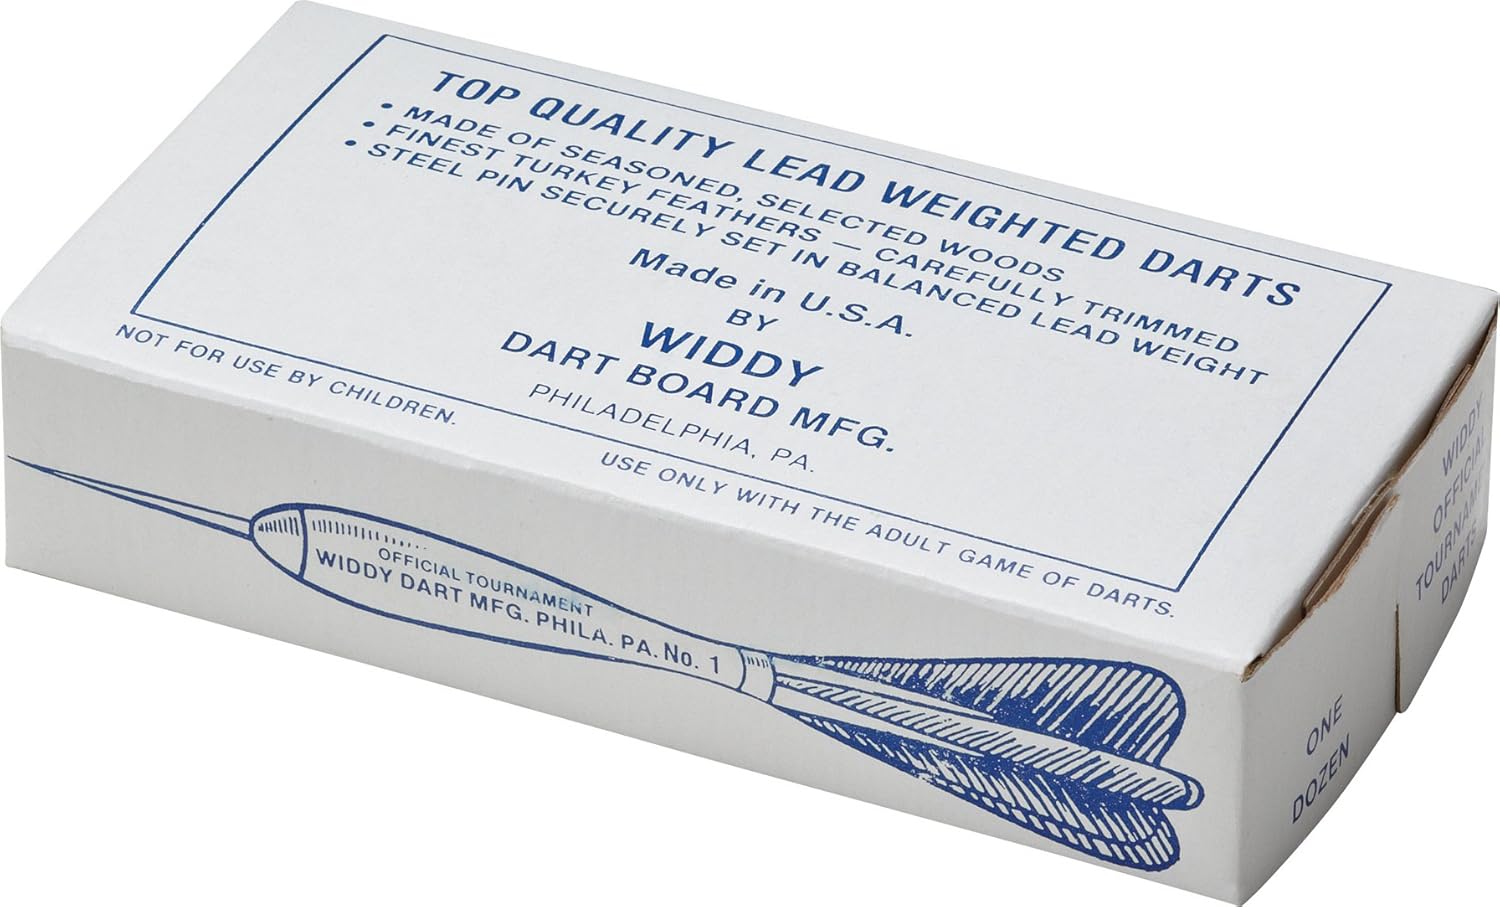 TOP QUALITY LEAD WEIGHTED DARTS
• MADE OF SEASONED, SELECTED WOODS
• FINEST TURKEY FEATHERS — CAREFULLY TRIMMED
• STEEL PIN SECURELY SET IN BALANCED LEAD WEIGHT
Made in U.S.A.
BY
WIDDY
DART BOARD MFG.
PHILADELPHIA, PA.
NOT FOR USE BY CHILDREN.
USE ONLY WITH THE ADULT GAME OF DARTS.
OFFICIAL TOURNAMENT
WIDDY DART MFG. PHILA. PA. No. 1
WIDDY
OFFICIAL
TOURNAMENT
DARTS
ONE
DOZEN